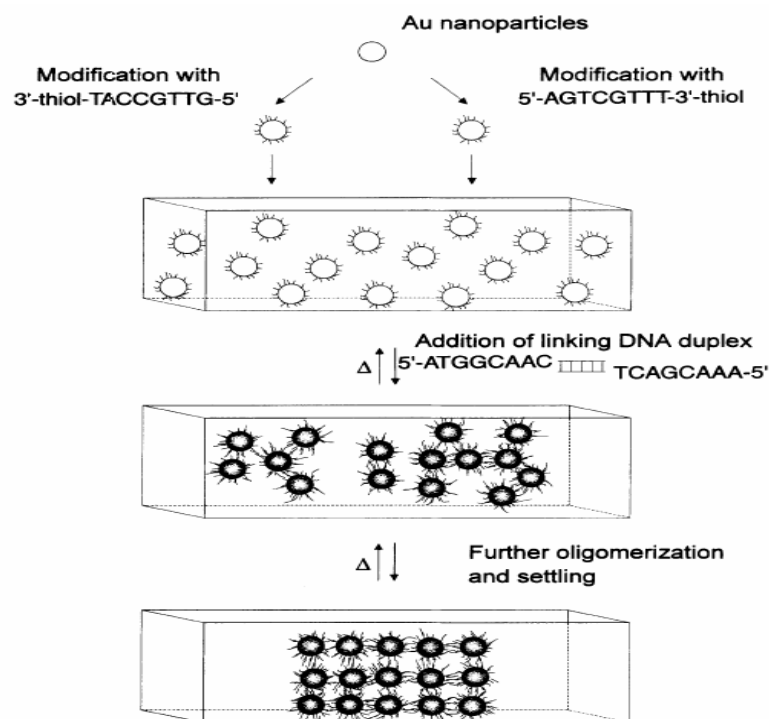 Au nanoparticles
Modification with
3'-thiol-TACCGTTG-5'
Modification with
5'-AGTCGTTT-3'-thiol
Addition of linking DNA duplex
Δ
5'-ATGGCAAC
TCAGCAAA-5'
Further oligomerization
and settling
Δ